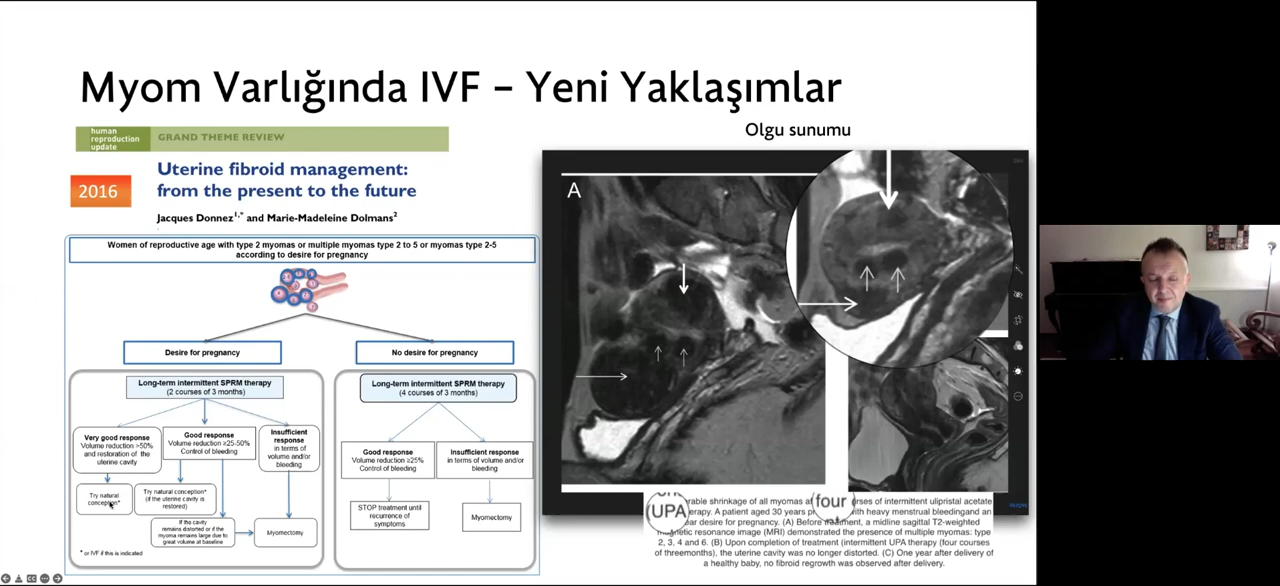 Myom Varlığında IVF – Yeni Yaklaşımlar
Olgu sunumu
human
reproduction
update
GRAND THEME REVIEW
Uterine fibroid management:
from the present to the future
2016
Jacques Donnez1,* and Marie-Madeleine Dolmans2
Women of reproductive age with type 2 myomas or multiple myomas type 2 to 5 or myomas type 2-5
according to desire for pregnancy
Desire for pregnancy
No desire for pregnancy
Long-term intermittent SPRM therapy
(2 courses of 3 months)
Long-term intermittent SPRM therapy
(4 courses of 3 months)
Very good response
Volume reduction >50%
and restoration of the
uterine cavity
Good response
Volume reduction ≥25-50%
Control of bleeding
Insufficient
response
in terms of
volume and/or
bleeding
Good response
Volume reduction ≥25%
Control of bleeding
Insufficient response
in terms of volume and/or
bleeding
Try natural
conception*
Try natural conception*
(if the uterine cavity is
restored)
If the cavity
remains distorted or if the
myoma remains large due to
great volume at baseline
Myomectomy
STOP treatment until
recurrence of
symptoms
Myomectomy
* or IVF if this is indicated
A
rable shrinkage of all myomas
four
rses of intermittent ulipristal acetate
(UPA
erapy. A patient aged 30 years
ith heavy menstrual bleedingand an
ear desire for pregnancy. (A) Before
atment, a midline sagittal T2-weighted
netic resonance image (MRI) demonstrated the presence of multiple myomas: type
2, 3, 4 and 6. (B) Upon completion of treatment (intermittent UPA therapy (four courses
of threemonths), the uterine cavity was no longer distorted. (C) One year after delivery of
a healthy baby, no fibroid regrowth was observed after delivery.